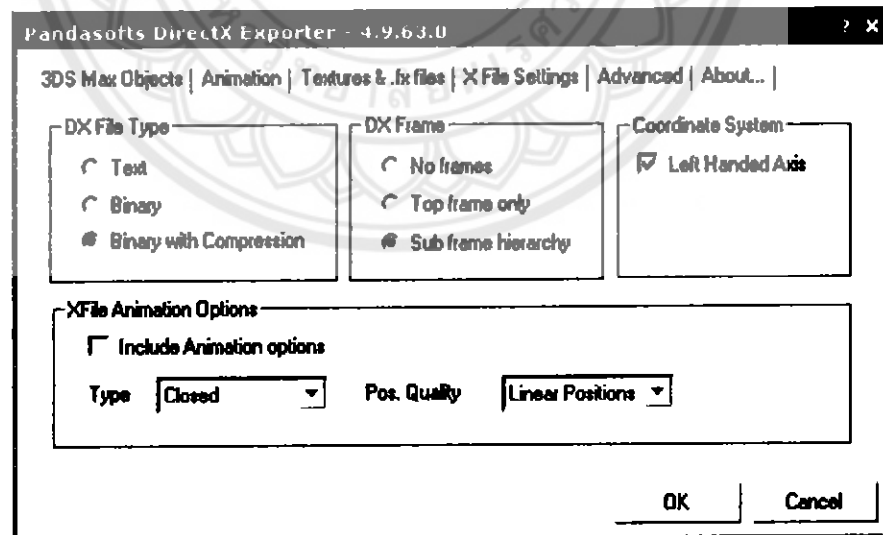 Pandasofts DirectX Exporter - 4.9.63.0 ? X
3DS Max Objects | Animation | Textures & .fx files | X File Settings | Advanced | About... |
DX File Type
Text
Binary
Binary with Compression
DX Frame
No frames
Top frame only
Sub frame hierarchy
Coordinate System
Left Handed Axis
XFile Animation Options
Include Animation options
Type Closed Pos. Quality Linear Positions
OK Cancel